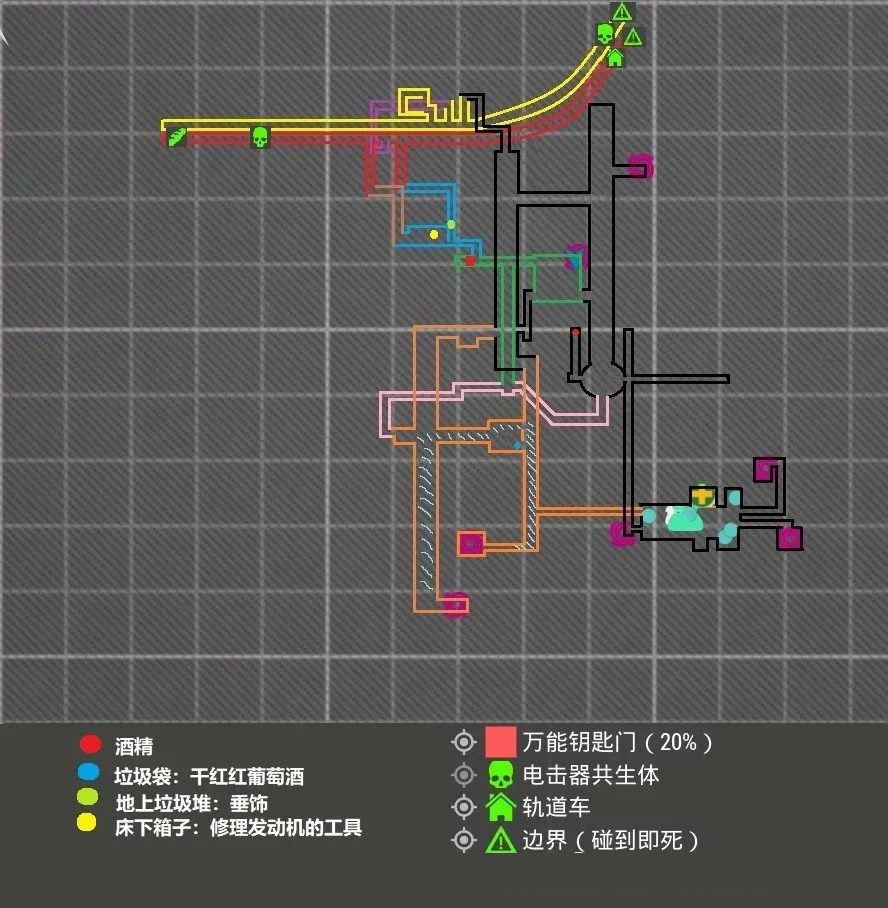 酒精
垃圾袋：干红红葡萄酒
地上垃圾堆：垂饰
床下箱子：修理发动机的工具
万能钥匙门（20%）
电击器共生体
轨道车
边界（碰到即死）